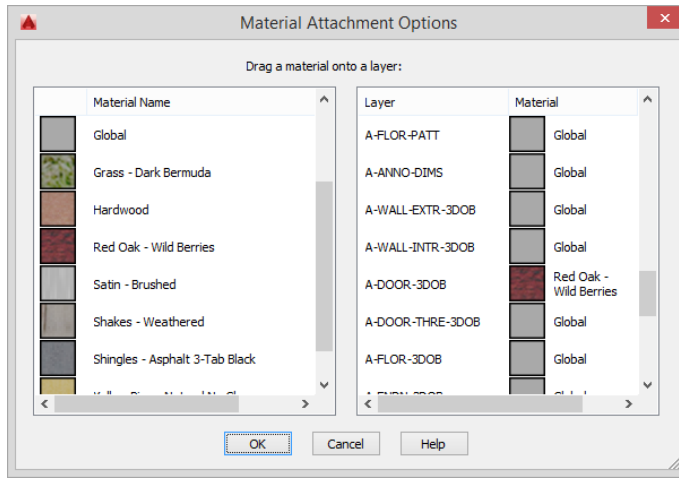 Material Attachment Options
Drag a material onto a layer:
Material Name
Global
Grass - Dark Bermuda
Hardwood
Red Oak - Wild Berries
Satin - Brushed
Shakes - Weathered
Shingles - Asphalt 3-Tab Black
Layer Material
A-FLOR-PATT Global
A-ANNO-DIMS Global
A-WALL-EXTR-3DOB Global
A-WALL-INTR-3DOB Global
A-DOOR-3DOB Red Oak -
Wild Berries
A-DOOR-THRE-3DOB Global
A-FLOR-3DOB Global
OK Cancel Help